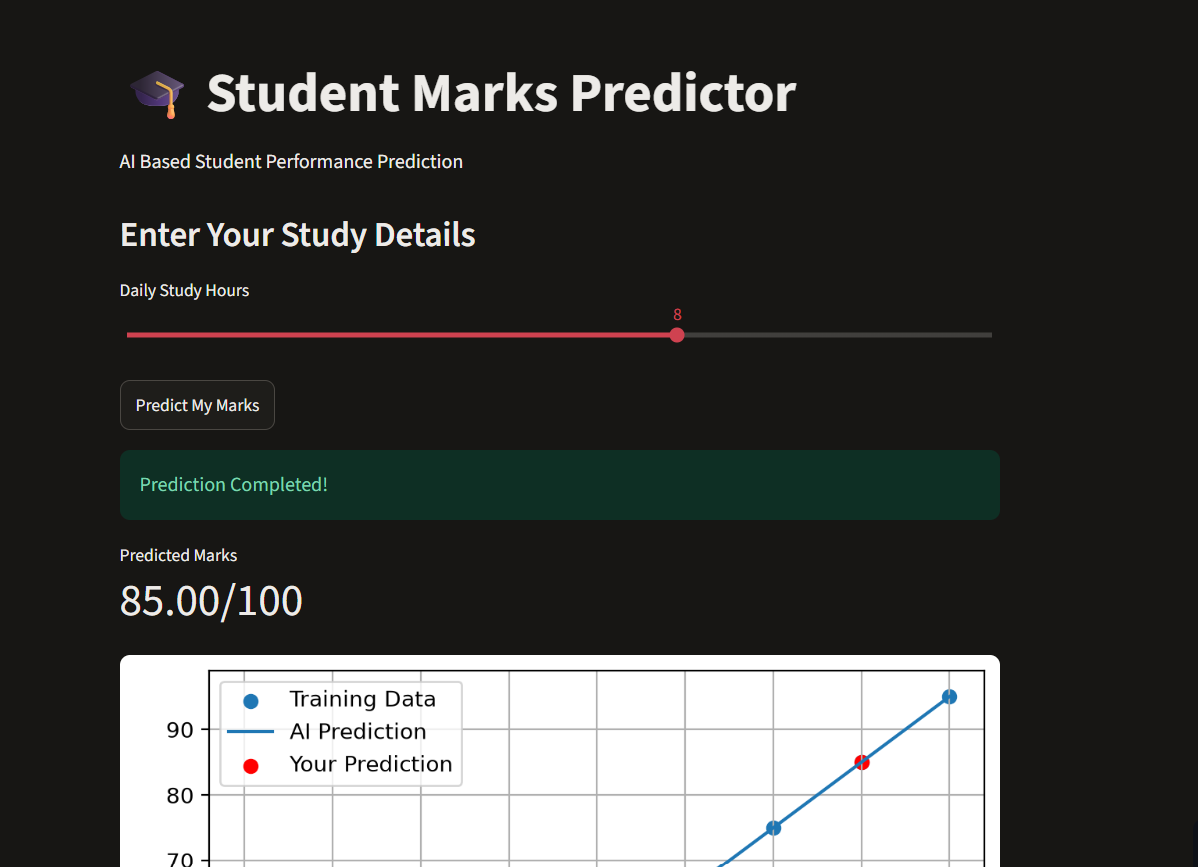 Student Marks Predictor
AI Based Student Performance Prediction
Enter Your Study Details
Daily Study Hours
8
Predict My Marks
Prediction Completed!
Predicted Marks
85.00/100
Training Data
AI Prediction
Your Prediction
90
80
70